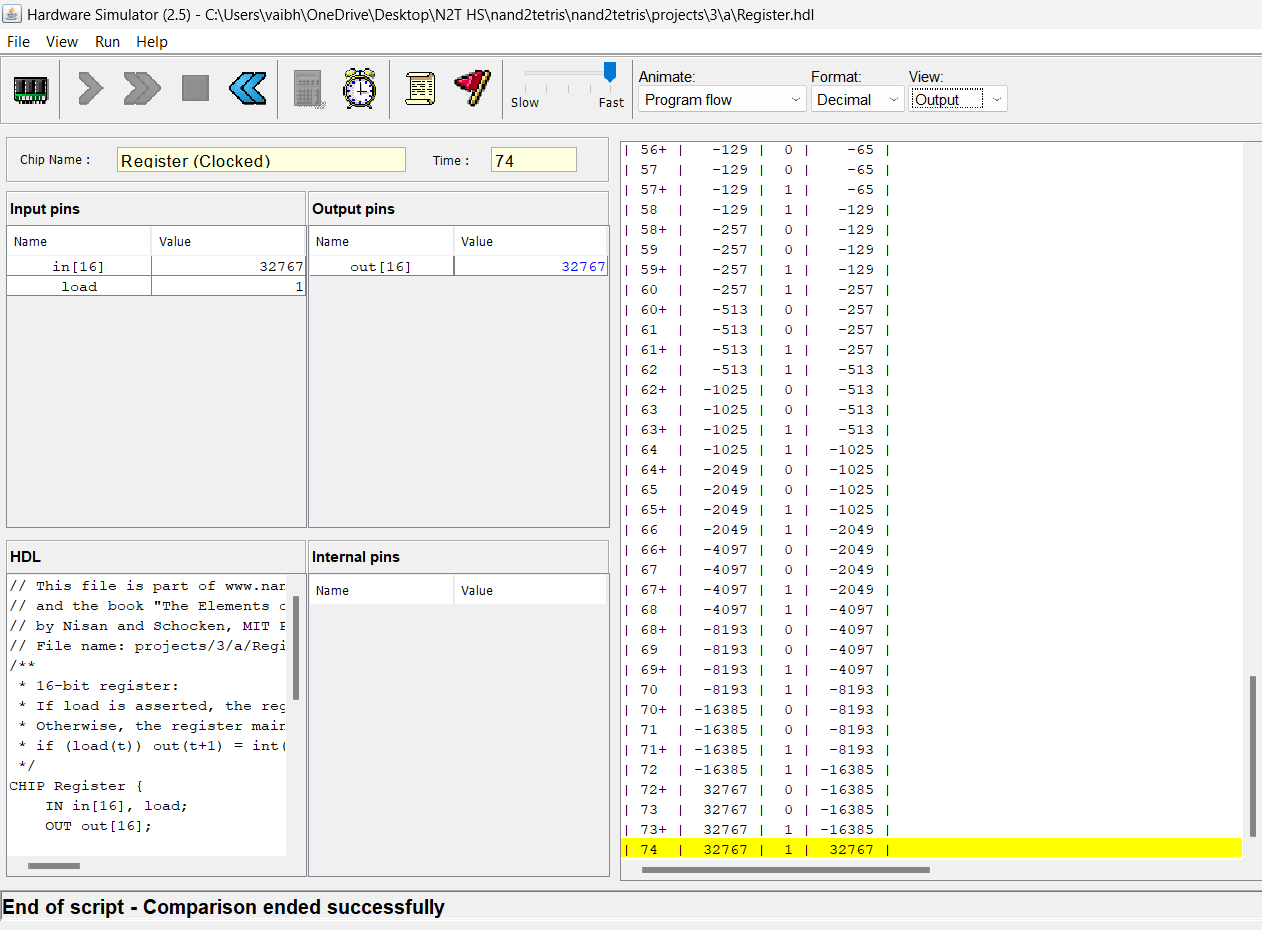 Hardware Simulator (2.5) - C:\Users\vaibh\OneDrive\Desktop\N2T HS\nand2tetris\nand2tetris\projects\3\a\Register.hdl
File View Run Help
Slow Fast
Animate: Format: View:
Program flow Decimal Output
Chip Name : Register (Clocked) Time : 74
Input pins
Name Value
in[16] 32767
load 1
Output pins
Name Value
out[16] 32767
HDL
// This file is part of www.nan
// and the book "The Elements o
// by Nisan and Schocken, MIT P
// File name: projects/3/a/Regi
/**
* 16-bit register:
* If load is asserted, the reg
* Otherwise, the register main
* if (load(t)) out(t+1) = int(
*/
CHIP Register {
IN in[16], load;
OUT out[16];
Internal pins
Name Value
| 56+ | -129 | 0 | -65 |
| 57 | -129 | 0 | -65 |
| 57+ | -129 | 1 | -65 |
| 58 | -129 | 1 | -129 |
| 58+ | -257 | 0 | -129 |
| 59 | -257 | 0 | -129 |
| 59+ | -257 | 1 | -129 |
| 60 | -257 | 1 | -257 |
| 60+ | -513 | 0 | -257 |
| 61 | -513 | 0 | -257 |
| 61+ | -513 | 1 | -257 |
| 62 | -513 | 1 | -513 |
| 62+ | -1025 | 0 | -513 |
| 63 | -1025 | 0 | -513 |
| 63+ | -1025 | 1 | -513 |
| 64 | -1025 | 1 | -1025 |
| 64+ | -2049 | 0 | -1025 |
| 65 | -2049 | 0 | -1025 |
| 65+ | -2049 | 1 | -1025 |
| 66 | -2049 | 1 | -2049 |
| 66+ | -4097 | 0 | -2049 |
| 67 | -4097 | 0 | -2049 |
| 67+ | -4097 | 1 | -2049 |
| 68 | -4097 | 1 | -4097 |
| 68+ | -8193 | 0 | -4097 |
| 69 | -8193 | 0 | -4097 |
| 69+ | -8193 | 1 | -4097 |
| 70 | -8193 | 1 | -8193 |
| 70+ | -16385 | 0 | -8193 |
| 71 | -16385 | 0 | -8193 |
| 71+ | -16385 | 1 | -8193 |
| 72 | -16385 | 1 | -16385 |
| 72+ | 32767 | 0 | -16385 |
| 73 | 32767 | 0 | -16385 |
| 73+ | 32767 | 1 | -16385 |
| 74 | 32767 | 1 | 32767 |
End of script - Comparison ended successfully